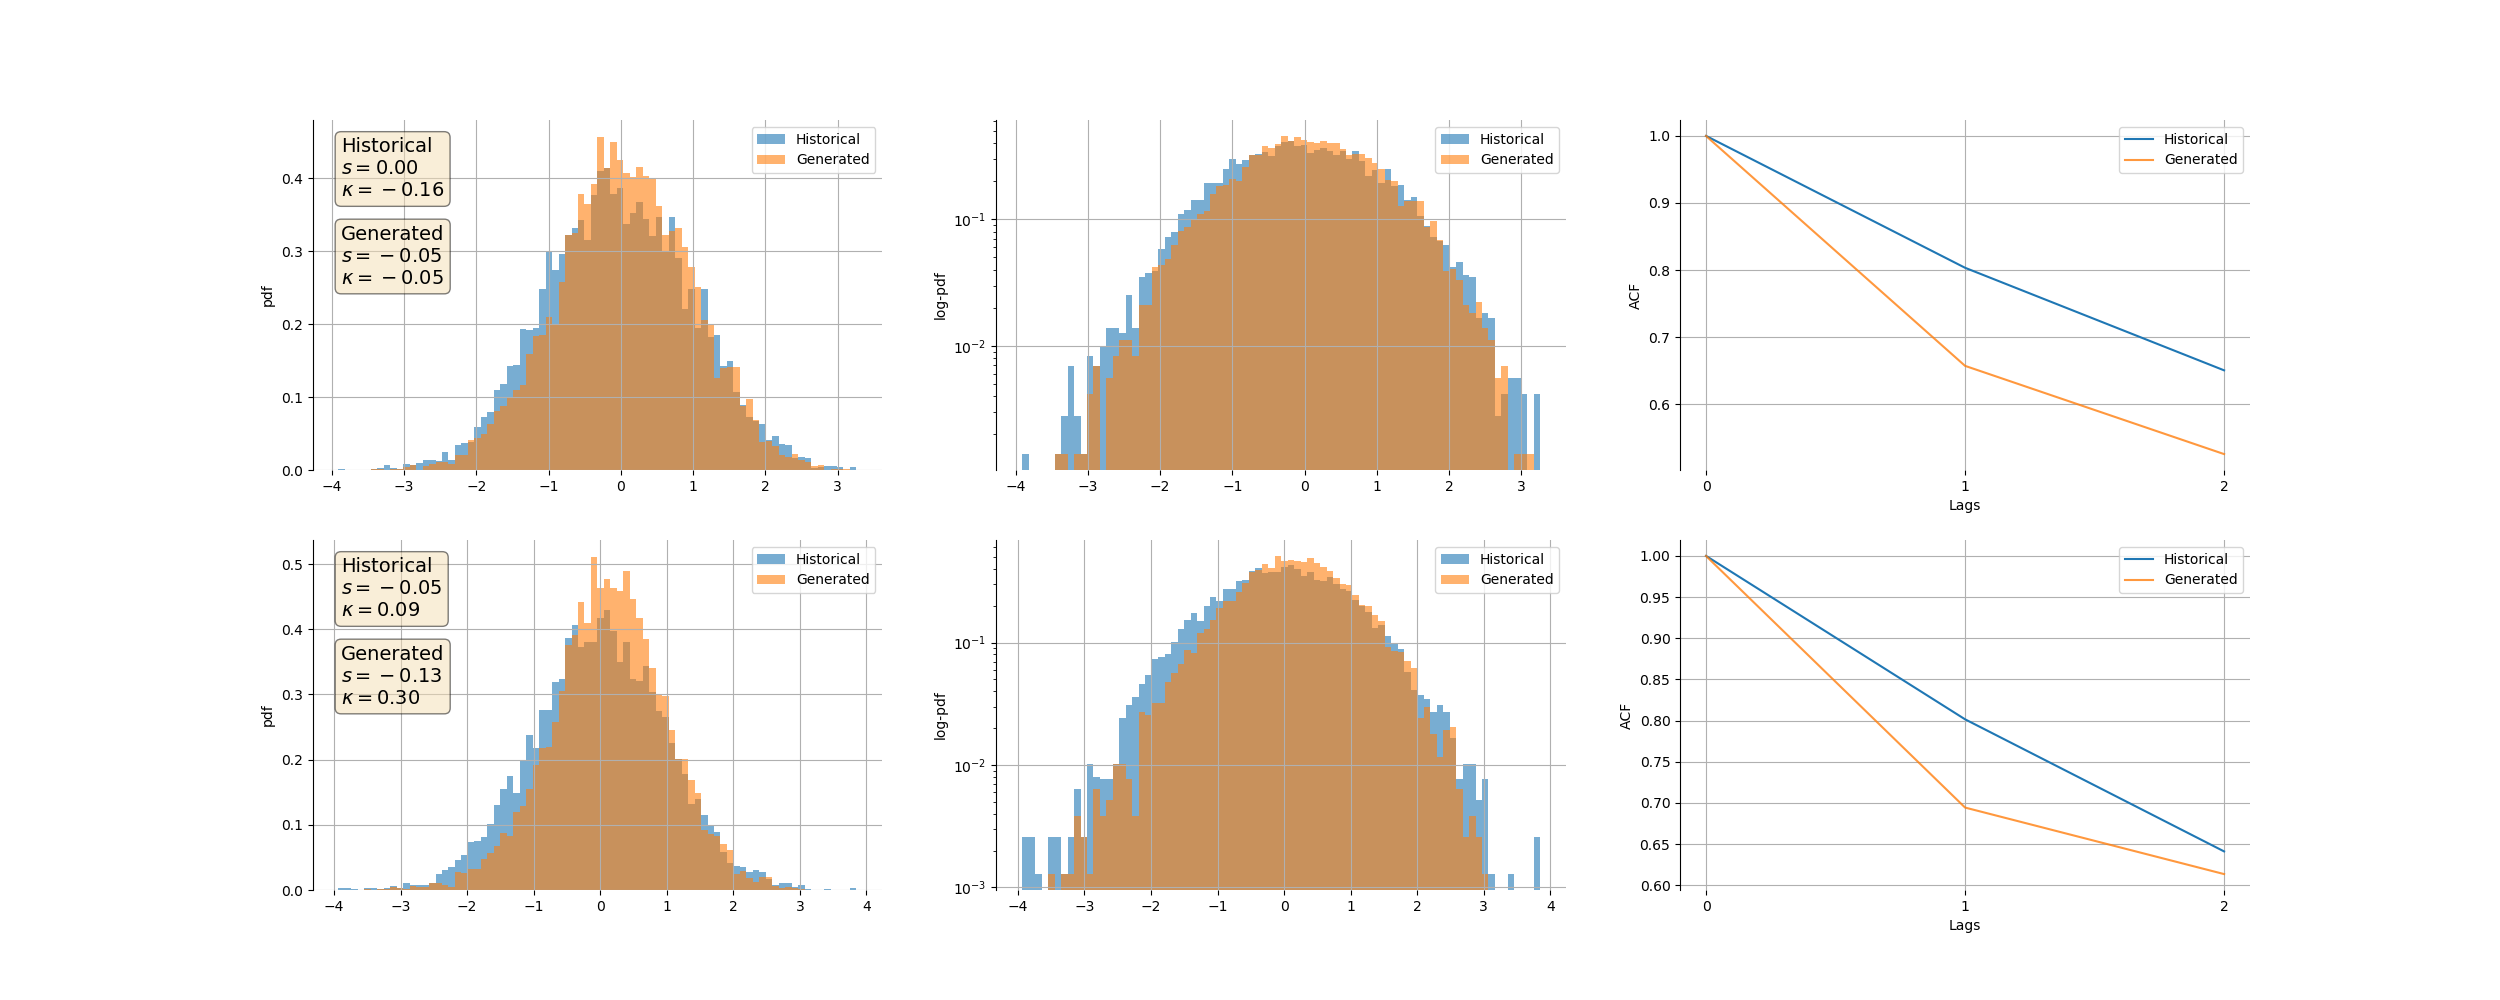 Historical
s = 0.00
κ = −0.16
Generated
s = −0.05
κ = −0.05
Historical
Generated
pdf
0.4
0.3
0.2
0.1
0.0
−4 −3 −2 −1 0 1 2 3
Historical
Generated
log-pdf
10⁻¹
10⁻²
−4 −3 −2 −1 0 1 2 3
Historical
Generated
ACF
1.0
0.9
0.8
0.7
0.6
0 1 2
Lags
Historical
s = −0.05
κ = 0.09
Generated
s = −0.13
κ = 0.30
Historical
Generated
pdf
0.5
0.4
0.3
0.2
0.1
0.0
−4 −3 −2 −1 0 1 2 3 4
Historical
Generated
log-pdf
10⁻¹
10⁻²
10⁻³
−4 −3 −2 −1 0 1 2 3 4
Historical
Generated
ACF
1.00
0.95
0.90
0.85
0.80
0.75
0.70
0.65
0.60
0 1 2
Lags